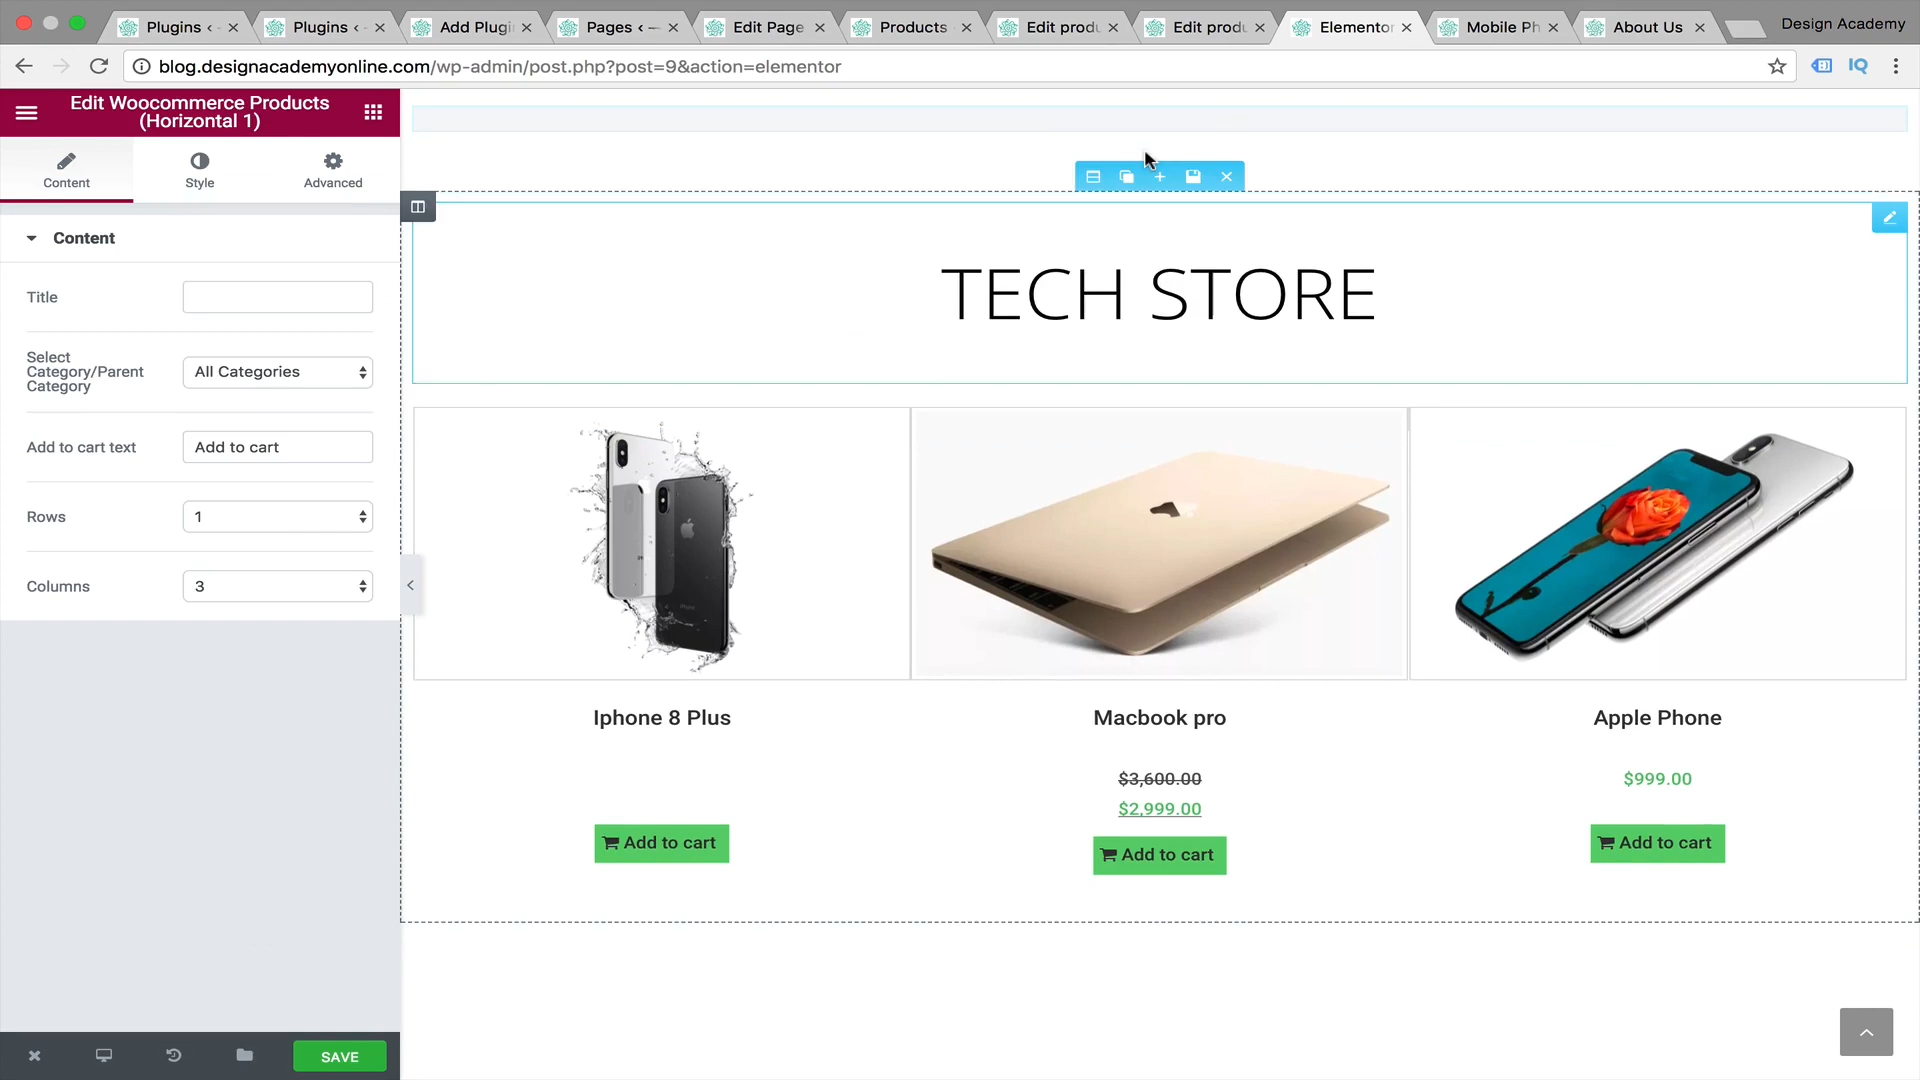 Plugins ‹ -
Plugins ‹ -
Add Plugi
Pages ‹ —
Edit Page
Products
Edit produ
Edit produ
Elementor
Mobile Ph
About Us
Design Academy
blog.designacademyonline.com/wp-admin/post.php?post=9&action=elementor
IQ
Edit Woocommerce Products
(Horizontal 1)
Content
Style
Advanced
Content
Title
Select
Category/Parent
Category
All Categories
Add to cart text
Add to cart
Rows
1
Columns
3
SAVE
TECH STORE
Iphone 8 Plus
Macbook pro
Apple Phone
$3,600.00
$999.00
$2,999.00
Add to cart
Add to cart
Add to cart